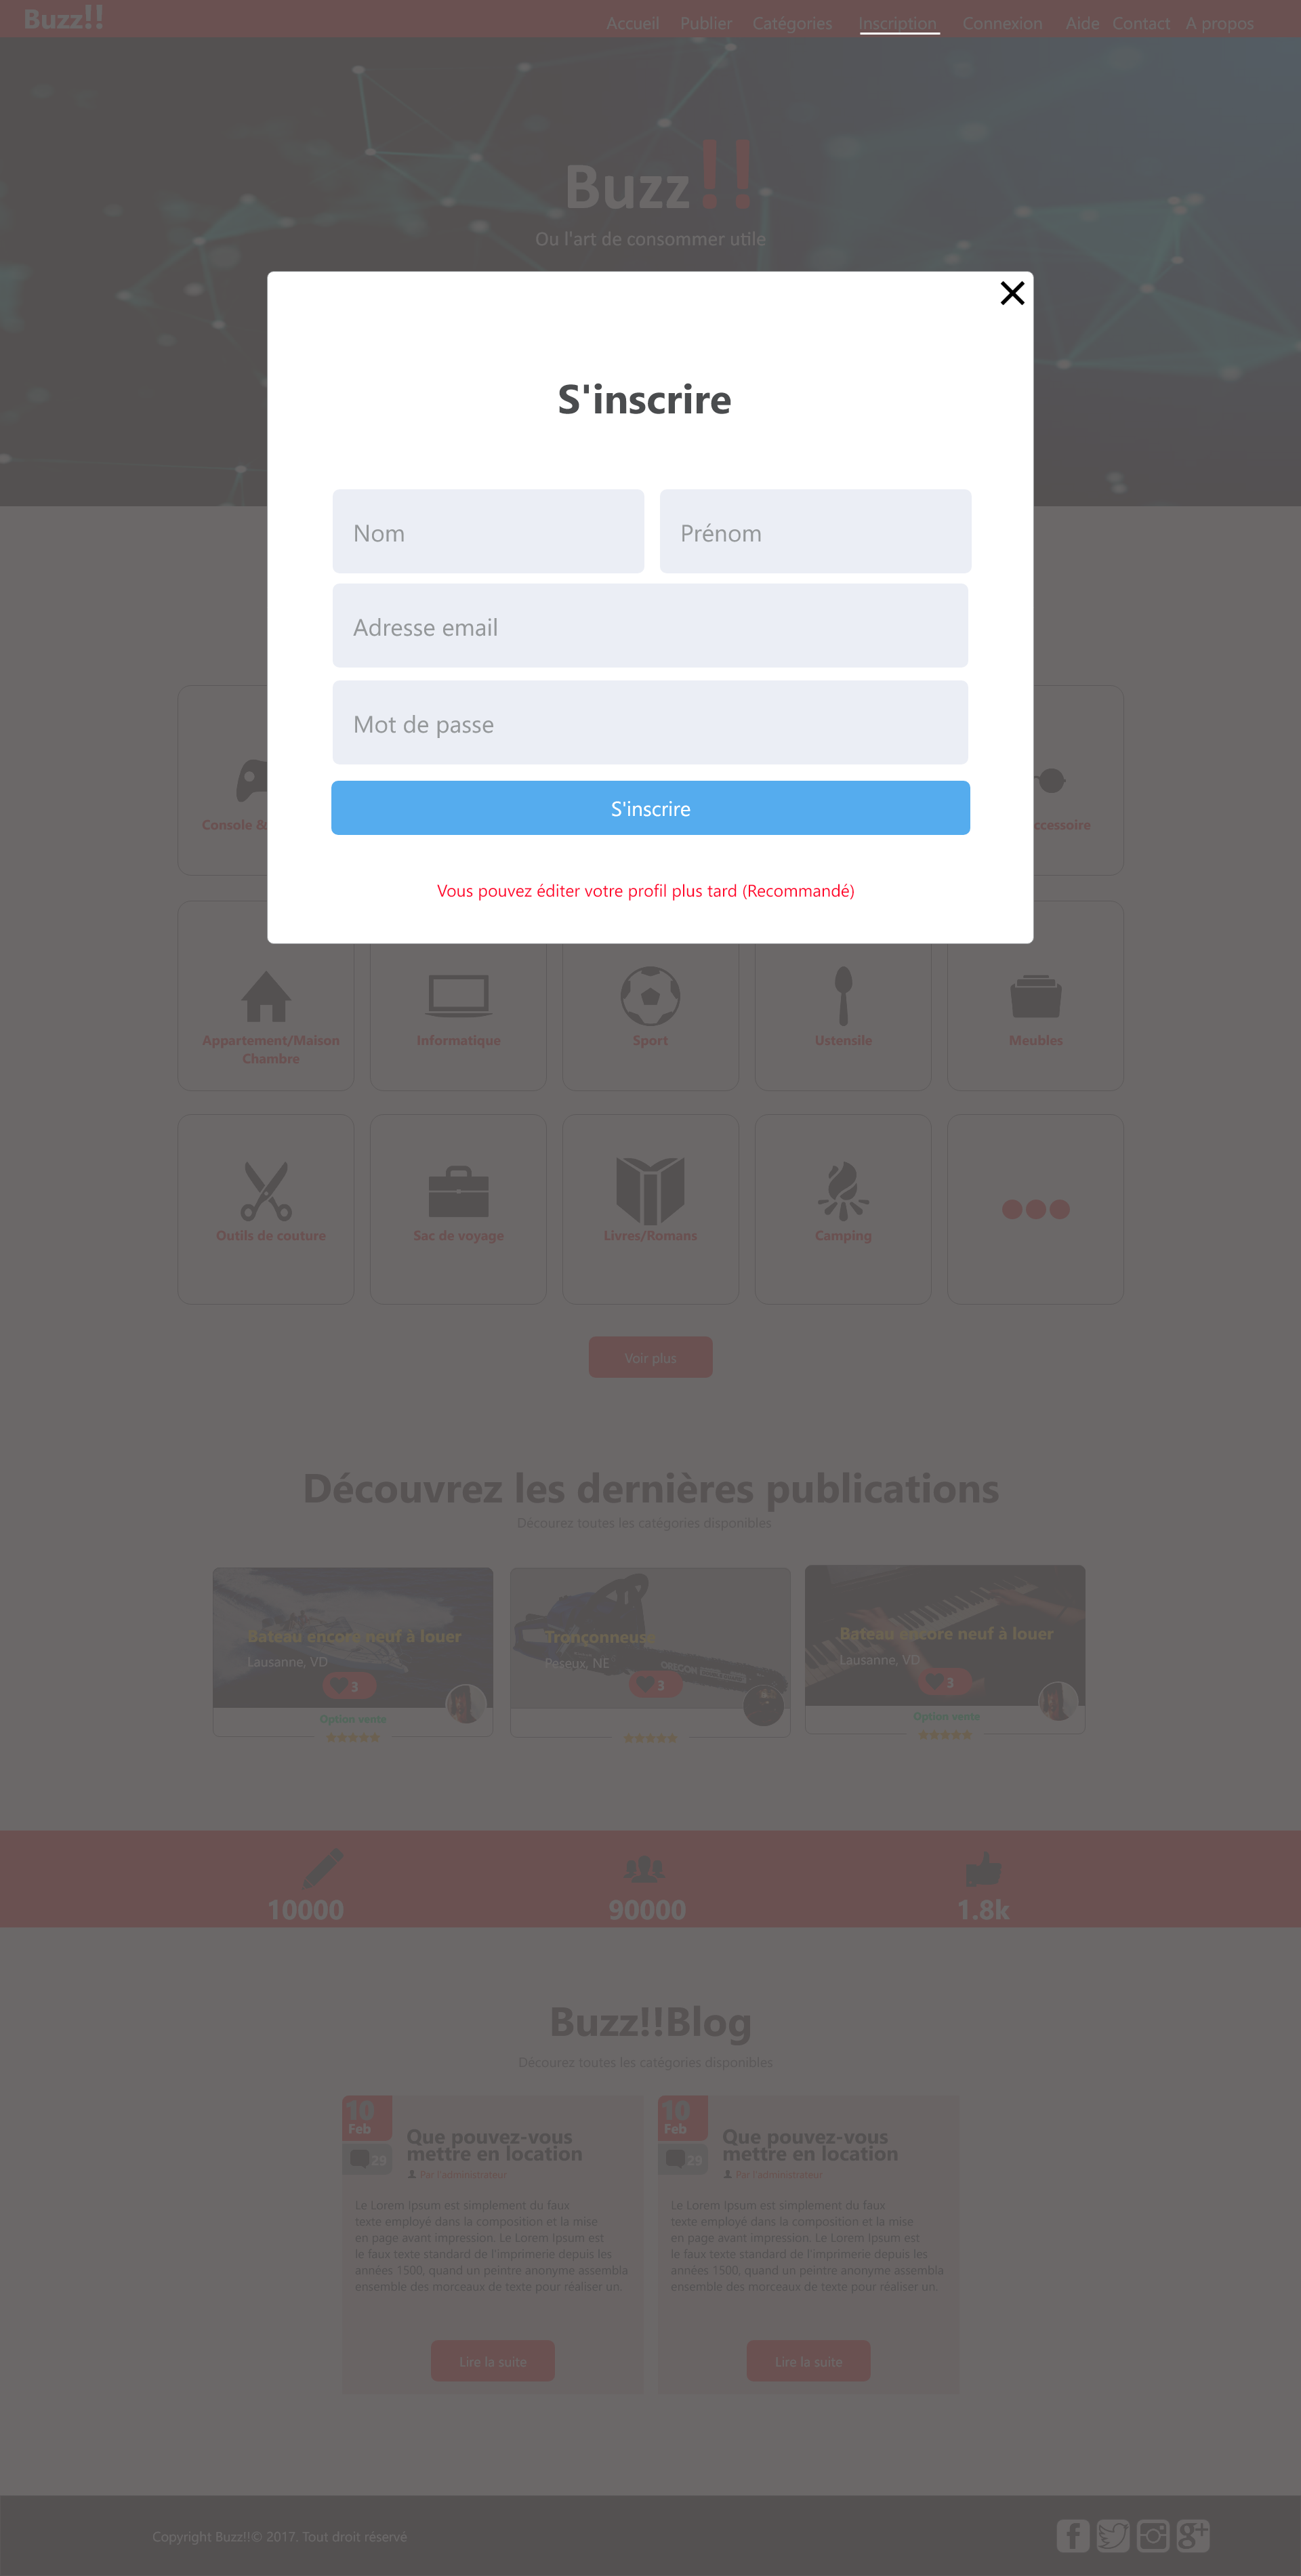 Buzz!!
Accueil Publier Catégories Inscription Connexion Aide Contact A propos
Buzz!!
Ou l'art de consommer utile
S'inscrire
Nom
Prénom
Adresse email
Mot de passe
S'inscrire
Vous pouvez éditer votre profil plus tard (Recommandé)
Console &
ccessoire
Appartement/Maison
Chambre
Informatique
Sport
Ustensile
Meubles
Outils de couture
Sac de voyage
Livres/Romans
Camping
Voir plus
Découvrez les dernières publications
Décourez toutes les catégories disponibles
Bateau encore neuf à louer
Lausanne, VD
3
Option vente
Tronçonneuse
Peseux, NE
OREGON
3
Bateau encore neuf à louer
Lausanne, VD
3
Option vente
10000
90000
1.8k
Buzz!!Blog
Décourez toutes les catégories disponibles
10
Feb
29
Que pouvez-vous
mettre en location
Par l'administrateur
Le Lorem Ipsum est simplement du faux
texte employé dans la composition et la mise
en page avant impression. Le Lorem Ipsum est
le faux texte standard de l'imprimerie depuis les
années 1500, quand un peintre anonyme assembla
ensemble des morceaux de texte pour réaliser un.
Lire la suite
10
Feb
29
Que pouvez-vous
mettre en location
Par l'administrateur
Le Lorem Ipsum est simplement du faux
texte employé dans la composition et la mise
en page avant impression. Le Lorem Ipsum est
le faux texte standard de l'imprimerie depuis les
années 1500, quand un peintre anonyme assembla
ensemble des morceaux de texte pour réaliser un.
Lire la suite
Copyright Buzz!!© 2017. Tout droit réservé